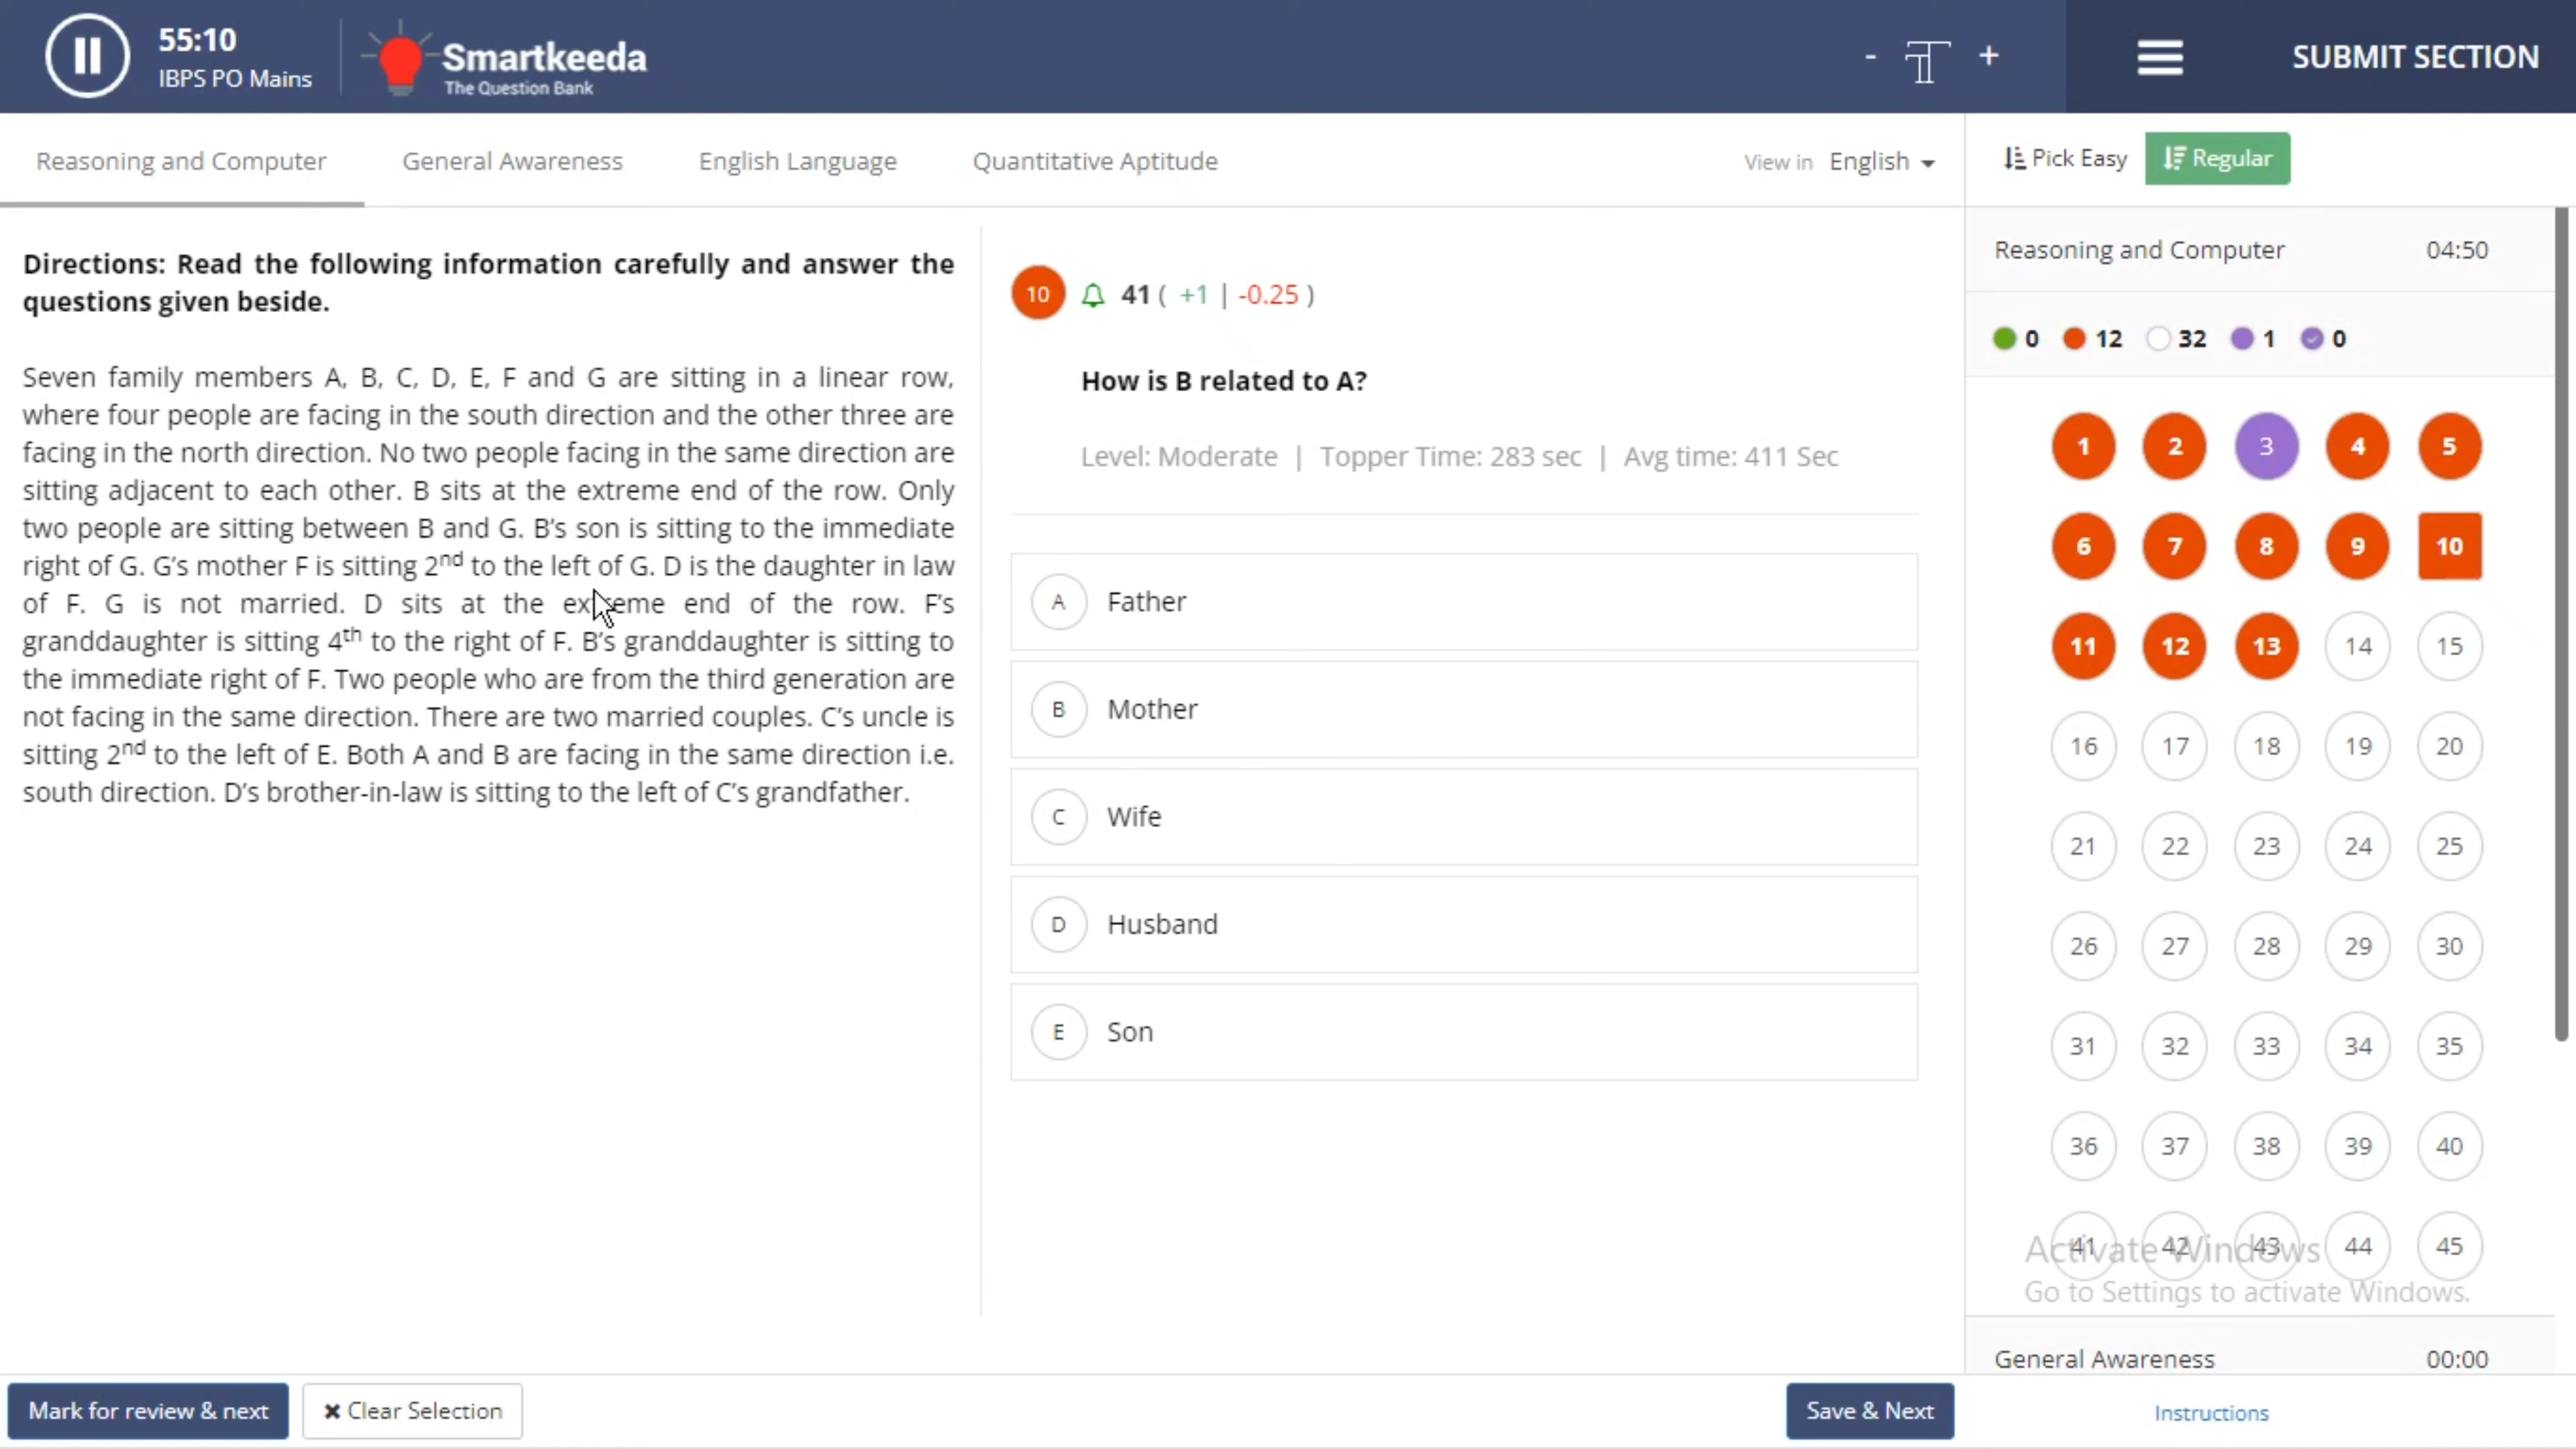 55:10
IBPS PO Mains
Smartkeeda
The Question Bank
- T +
SUBMIT SECTION
Reasoning and Computer
General Awareness
English Language
Quantitative Aptitude
View in English
Pick Easy
Regular
Directions: Read the following information carefully and answer the
questions given beside.
Seven family members A, B, C, D, E, F and G are sitting in a linear row,
where four people are facing in the south direction and the other three are
facing in the north direction. No two people facing in the same direction are
sitting adjacent to each other. B sits at the extreme end of the row. Only
two people are sitting between B and G. B’s son is sitting to the immediate
right of G. G’s mother F is sitting 2nd to the left of G. D is the daughter in law
of F. G is not married. D sits at the extreme end of the row. F’s
granddaughter is sitting 4th to the right of F. B’s granddaughter is sitting to
the immediate right of F. Two people who are from the third generation are
not facing in the same direction. There are two married couples. C’s uncle is
sitting 2nd to the left of E. Both A and B are facing in the same direction i.e.
south direction. D’s brother-in-law is sitting to the left of C’s grandfather.
10 41 ( +1 | -0.25 )
How is B related to A?
Level: Moderate | Topper Time: 283 sec | Avg time: 411 Sec
A Father
B Mother
C Wife
D Husband
E Son
Reasoning and Computer 04:50
0 12 32 1 0
1 2 3 4 5
6 7 8 9 10
11 12 13 14 15
16 17 18 19 20
21 22 23 24 25
26 27 28 29 30
31 32 33 34 35
36 37 38 39 40
41 42 43 44 45
Activate Windows
Go to Settings to activate Windows.
General Awareness 00:00
Mark for review & next
Clear Selection
Save & Next
Instructions